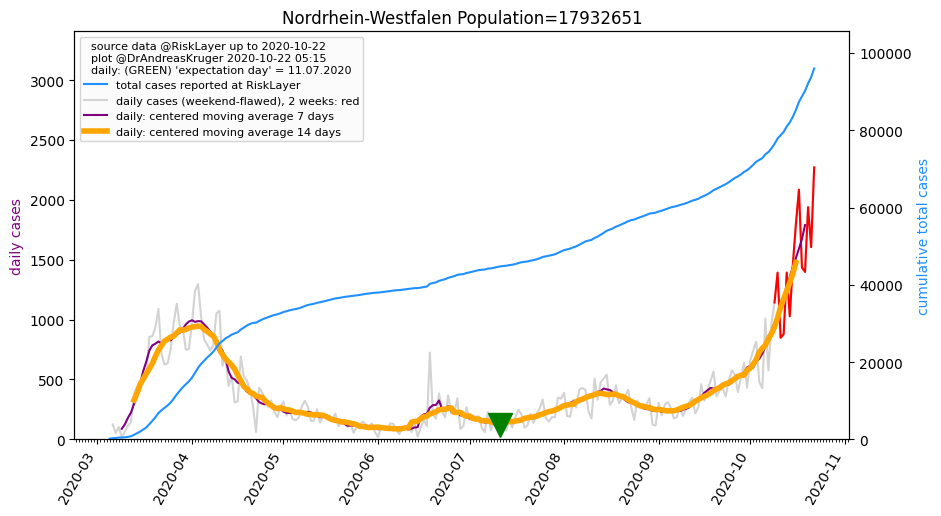 Nordrhein-Westfalen Population=17932651
source data @RiskLayer up to 2020-10-22
plot @DrAndreasKruger 2020-10-22 05:15
daily: (GREEN) 'expectation day' = 11.07.2020
total cases reported at RiskLayer
daily cases (weekend-flawed), 2 weeks: red
daily: centered moving average 7 days
daily: centered moving average 14 days
daily cases
3000
2500
2000
1500
1000
500
0
100000
80000
60000
40000
20000
0
cumulative total cases
2020-03
2020-04
2020-05
2020-06
2020-07
2020-08
2020-09
2020-10
2020-11